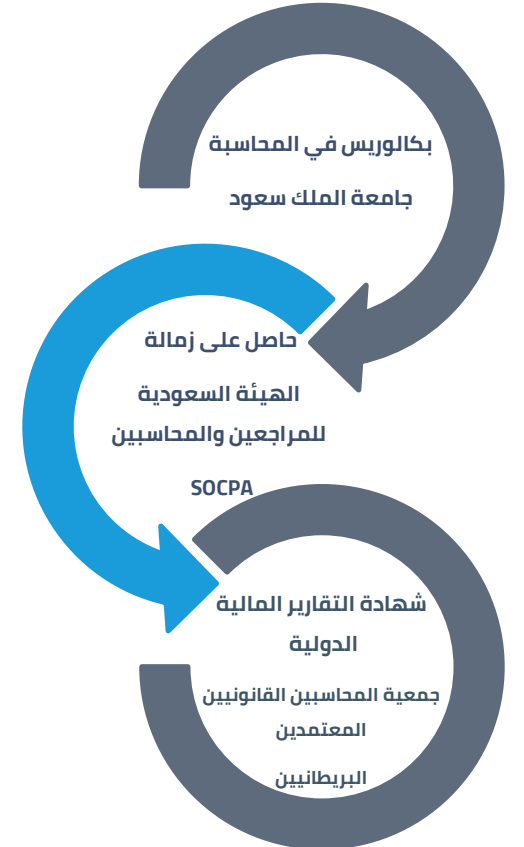 بكالوريس في المحاسبة
جامعة الملك سعود
حاصل على زمالة
الهيئة السعودية
للمراجعين والمحاسبين
SOCPA
شهادة التقارير المالية
الدولية
جمعية المحاسبين القانونيين
المعتمدين
البريطانيين